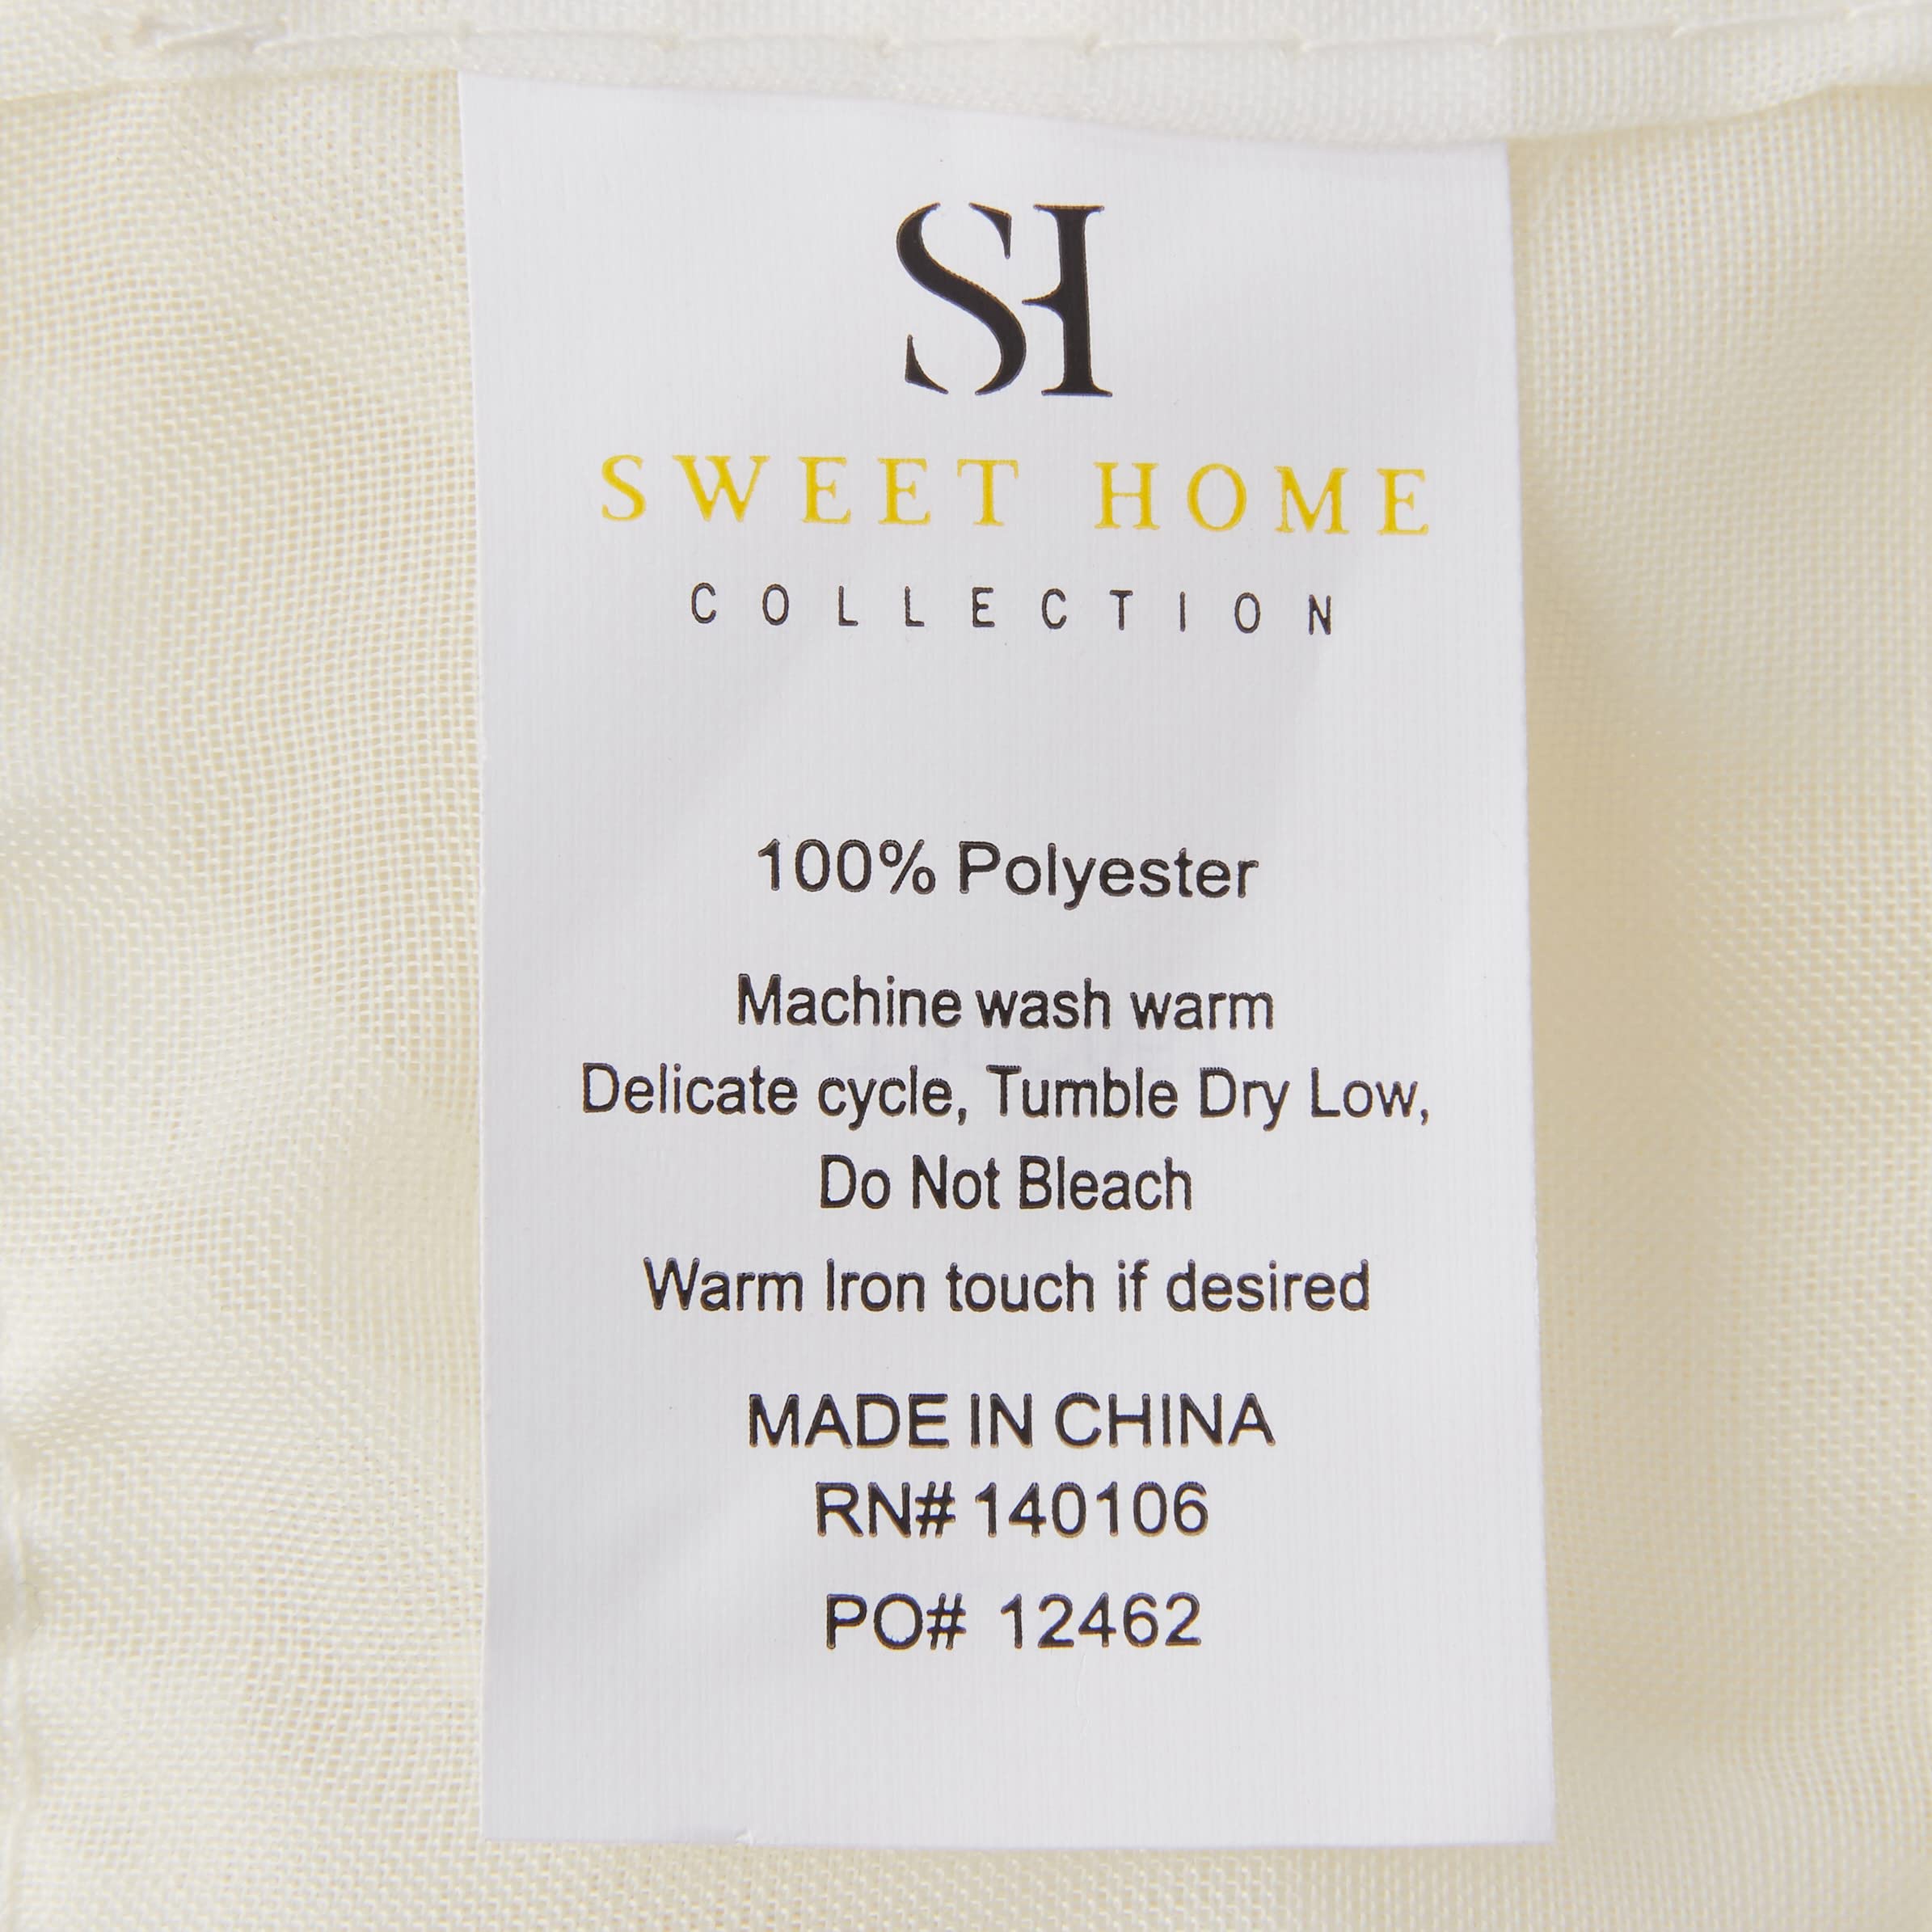 SH
SWEET HOME
COLLECTION
100% Polyester
Machine wash warm
Delicate cycle, Tumble Dry Low,
Do Not Bleach
Warm Iron touch if desired
MADE IN CHINA
RN# 140106
PO# 12462